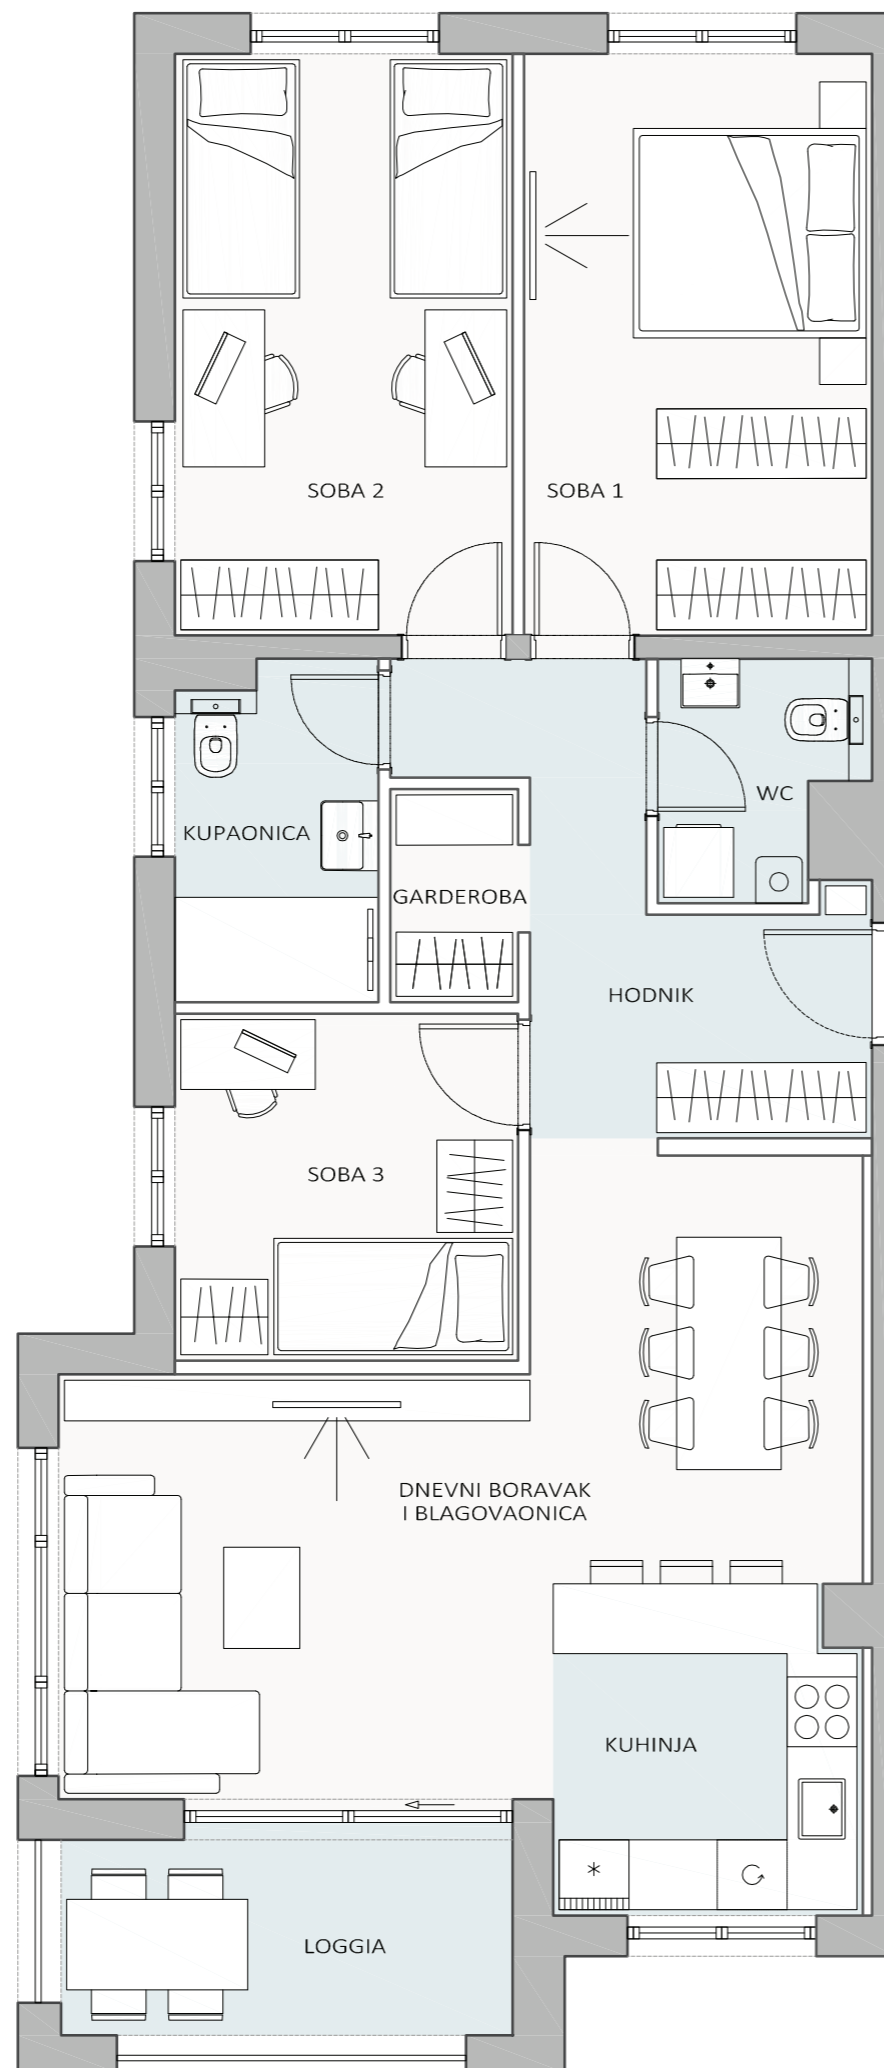 SOBA 2
SOBA 1
KUPAONICA
WC
GARDEROBA
HODNIK
SOBA 3
DNEVNI BORAVAK
I BLAGOVAONICA
KUHINJA
*
LOGGIA